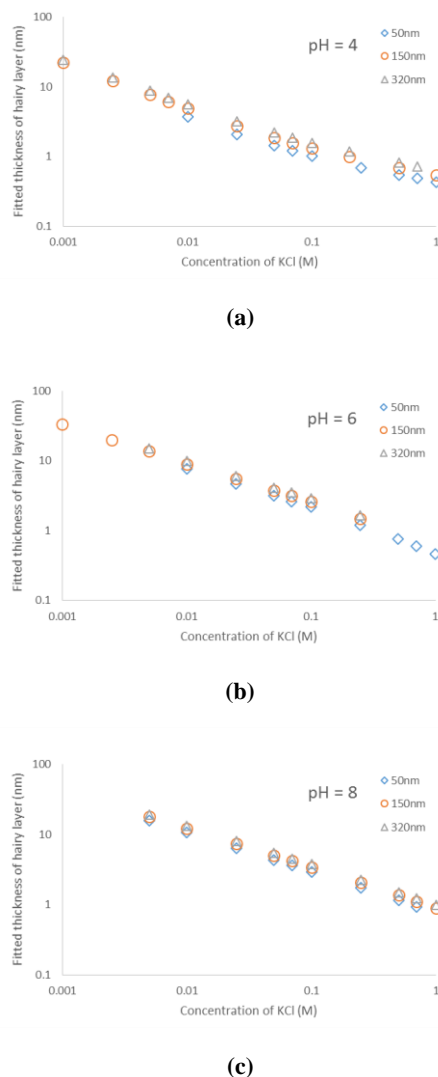 100
10
1
0.1
Fitted thickness of hairy layer (nm)
0.001
0.01
0.1
1
Concentration of KCl (M)
pH = 4
50nm
150nm
320nm
(a)
100
10
1
0.1
Fitted thickness of hairy layer (nm)
0.001
0.01
0.1
1
Concentration of KCl (M)
pH = 6
50nm
150nm
320nm
(b)
100
10
1
0.1
Fitted thickness of hairy layer (nm)
0.001
0.01
0.1
1
Concentration of KCl (M)
pH = 8
50nm
150nm
320nm
(c)